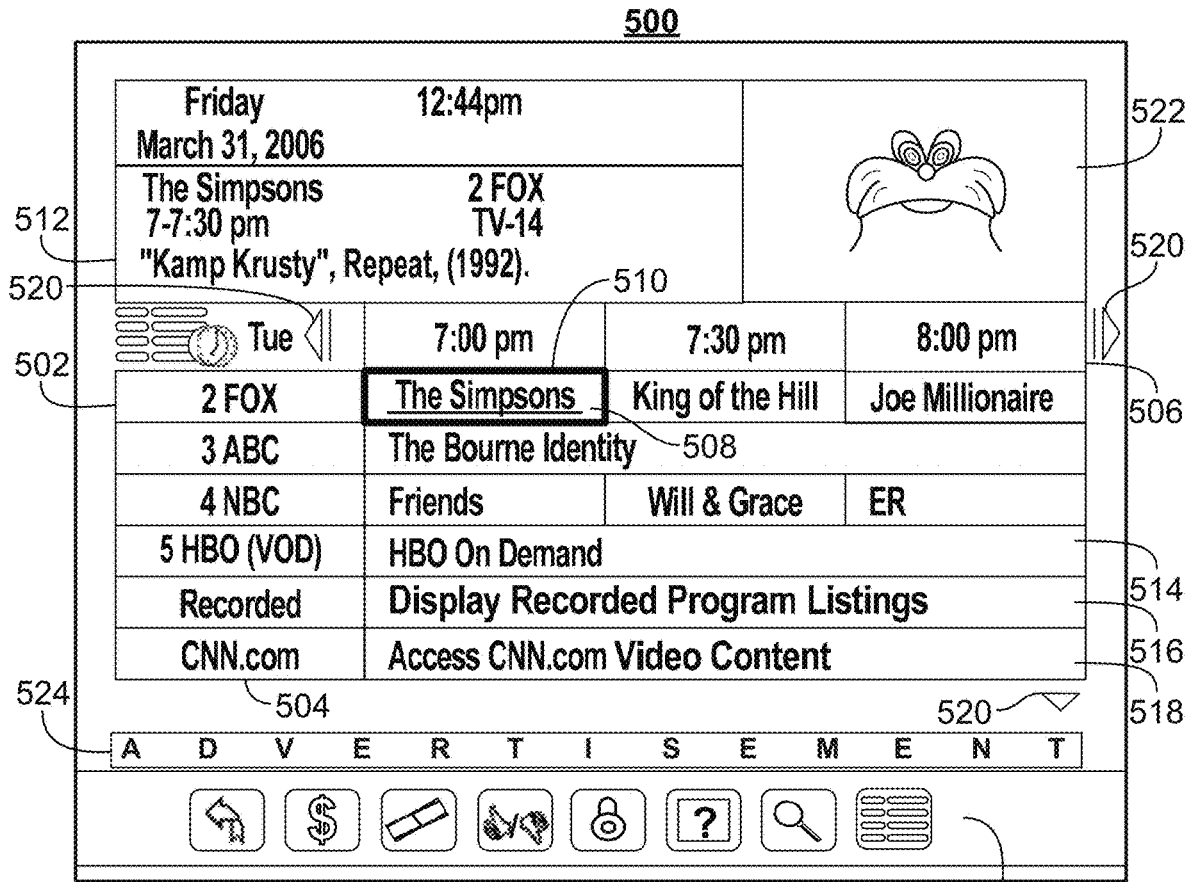 500
Friday 12:44pm
March 31, 2006
522
The Simpsons 2 FOX
7-7:30 pm TV-14
512
"Kamp Krusty", Repeat, (1992).
520
520
510
Tue 7:00 pm 7:30 pm 8:00 pm
502
506
2 FOX The Simpsons King of the Hill Joe Millionaire
3 ABC The Bourne Identity 508
4 NBC Friends Will & Grace ER
5 HBO (VOD) HBO On Demand
514
Recorded Display Recorded Program Listings
516
CNN.com Access CNN.com Video Content
518
524
504
520
A D V E R T I S E M E N T
$ ?